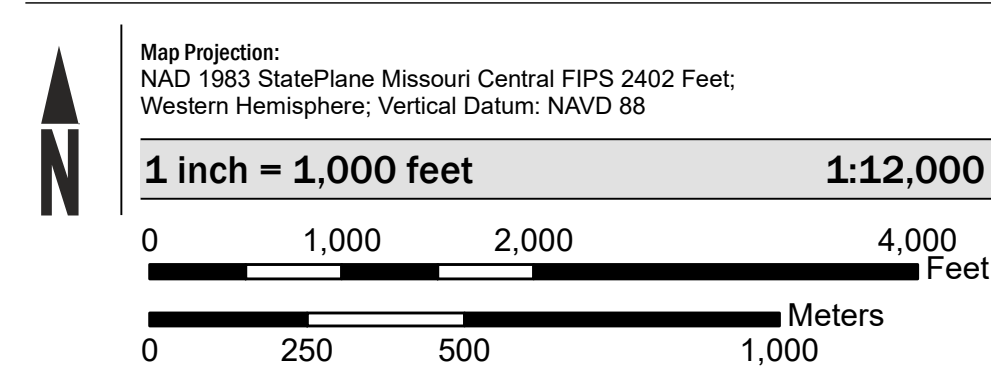 N
Map Projection:
NAD 1983 StatePlane Missouri Central FIPS 2402 Feet;
Western Hemisphere; Vertical Datum: NAVD 88
1 inch = 1,000 feet 1:12,000
0 1,000 2,000 4,000
Feet
Meters
0 250 500 1,000